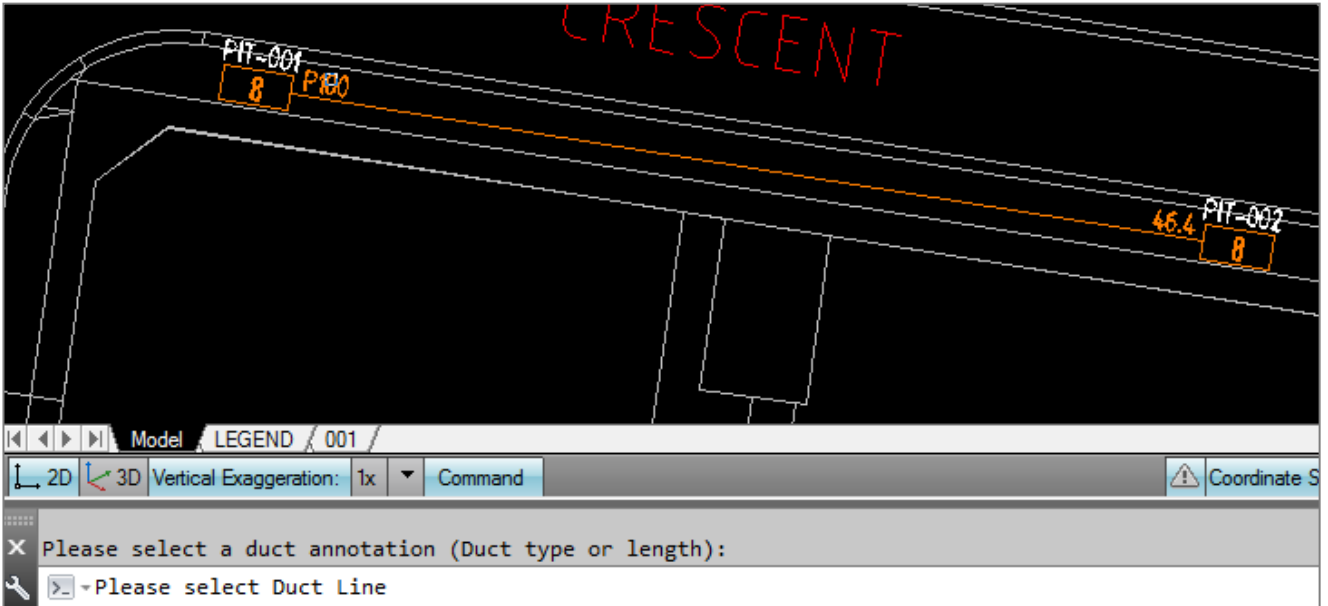 CRESCENT
PIT-001
8
P100
46.4
PIT-002
8
Model LEGEND 001
2D 3D Vertical Exaggeration: 1x Command Coordinate S
Please select a duct annotation (Duct type or length):
Please select Duct Line